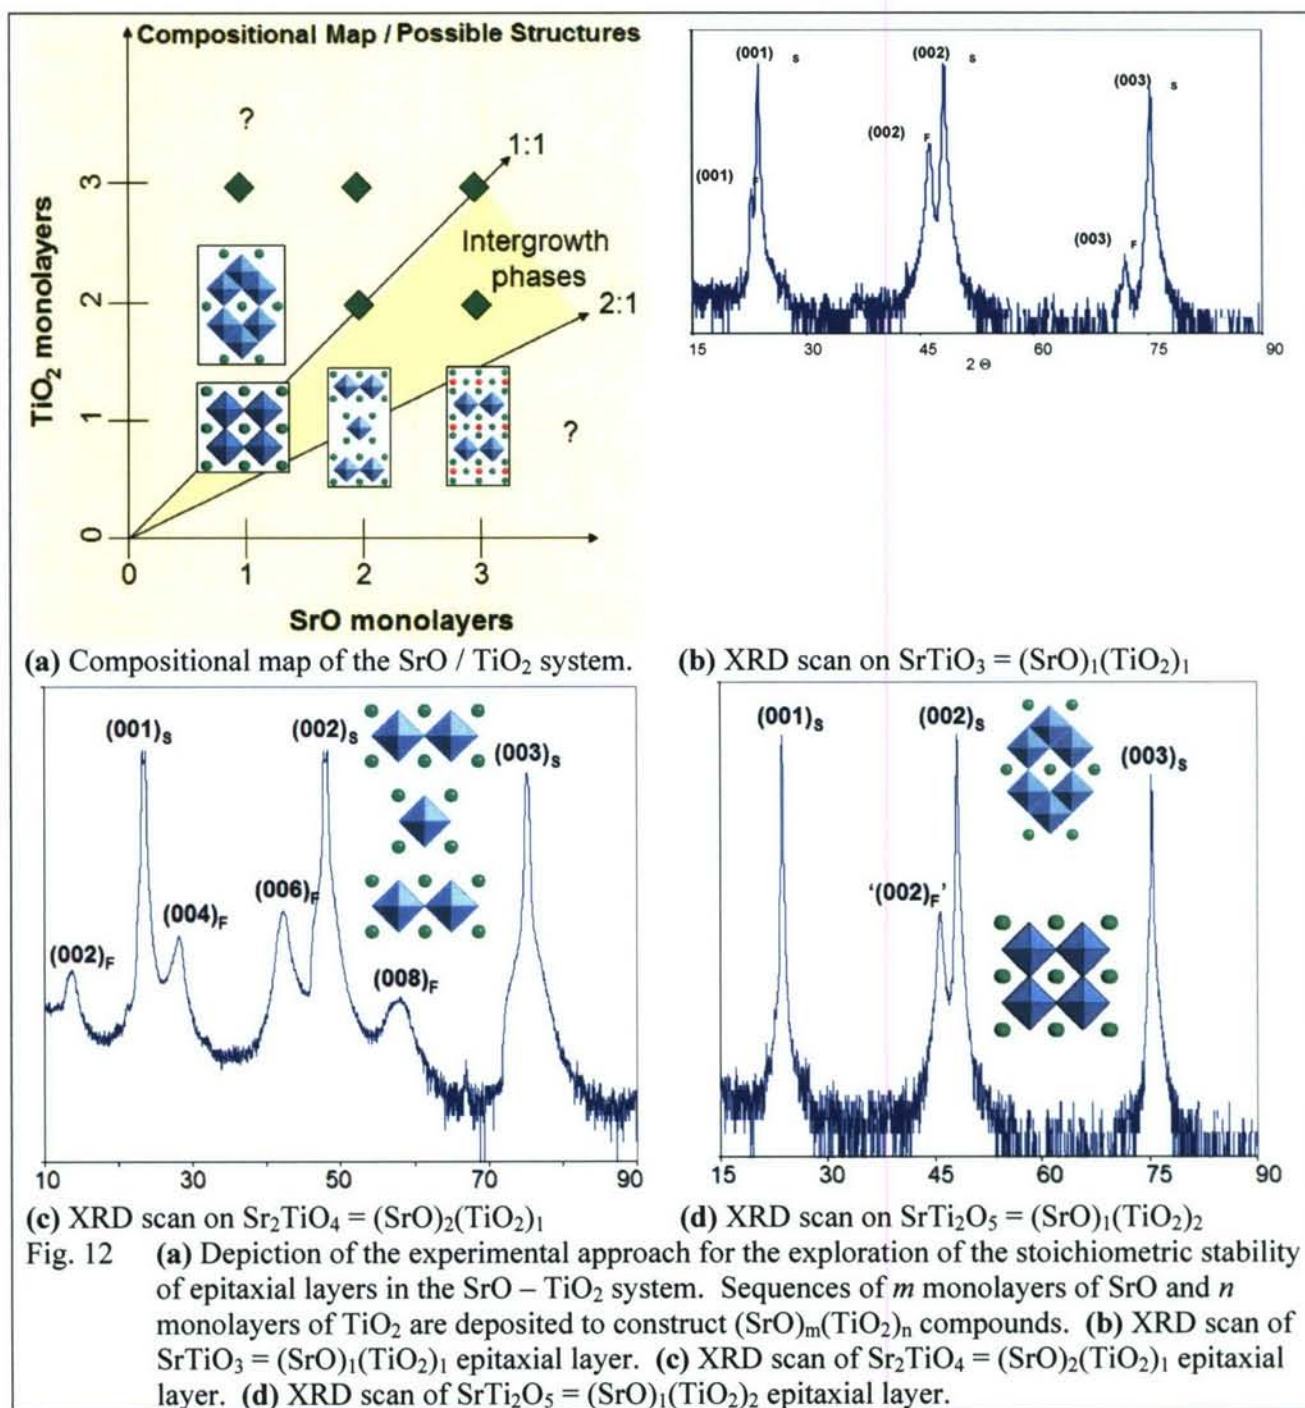 Compositional Map / Possible Structures
?
1:1
3
Intergrowth
phases
2
2:1
TiO₂ monolayers
1
?
0
0 1 2 3
SrO monolayers
(a) Compositional map of the SrO / TiO₂ system.
(001) s
(002) s
(003) s
(002) F
(001) F
(003) F
15 30 45 60 75 90
2 Θ
(b) XRD scan on SrTiO₃ = (SrO)₁(TiO₂)₁
(001)s
(002)s
(003)s
(006)F
(004)F
(002)F
(008)F
10 30 50 70 90
(c) XRD scan on Sr₂TiO₄ = (SrO)₂(TiO₂)₁
(001)s
(002)s
(003)s
‘(002)F’
15 30 45 60 75 90
(d) XRD scan on SrTi₂O₅ = (SrO)₁(TiO₂)₂
Fig. 12 (a) Depiction of the experimental approach for the exploration of the stoichiometric stability
of epitaxial layers in the SrO – TiO₂ system. Sequences of m monolayers of SrO and n
monolayers of TiO₂ are deposited to construct (SrO)m(TiO₂)n compounds. (b) XRD scan of
SrTiO₃ = (SrO)₁(TiO₂)₁ epitaxial layer. (c) XRD scan of Sr₂TiO₄ = (SrO)₂(TiO₂)₁ epitaxial
layer. (d) XRD scan of SrTi₂O₅ = (SrO)₁(TiO₂)₂ epitaxial layer.